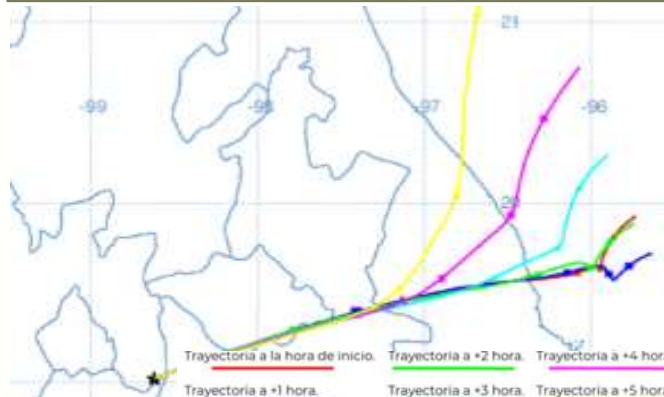 21
-99 -98 -97 -96
20
Trayectoria a la hora de inicio. Trayectoria a +2 hora. Trayectoria a +4 hora
Trayectoria a +1 hora. Trayectoria a +3 hora. Trayectoria a +5 hora